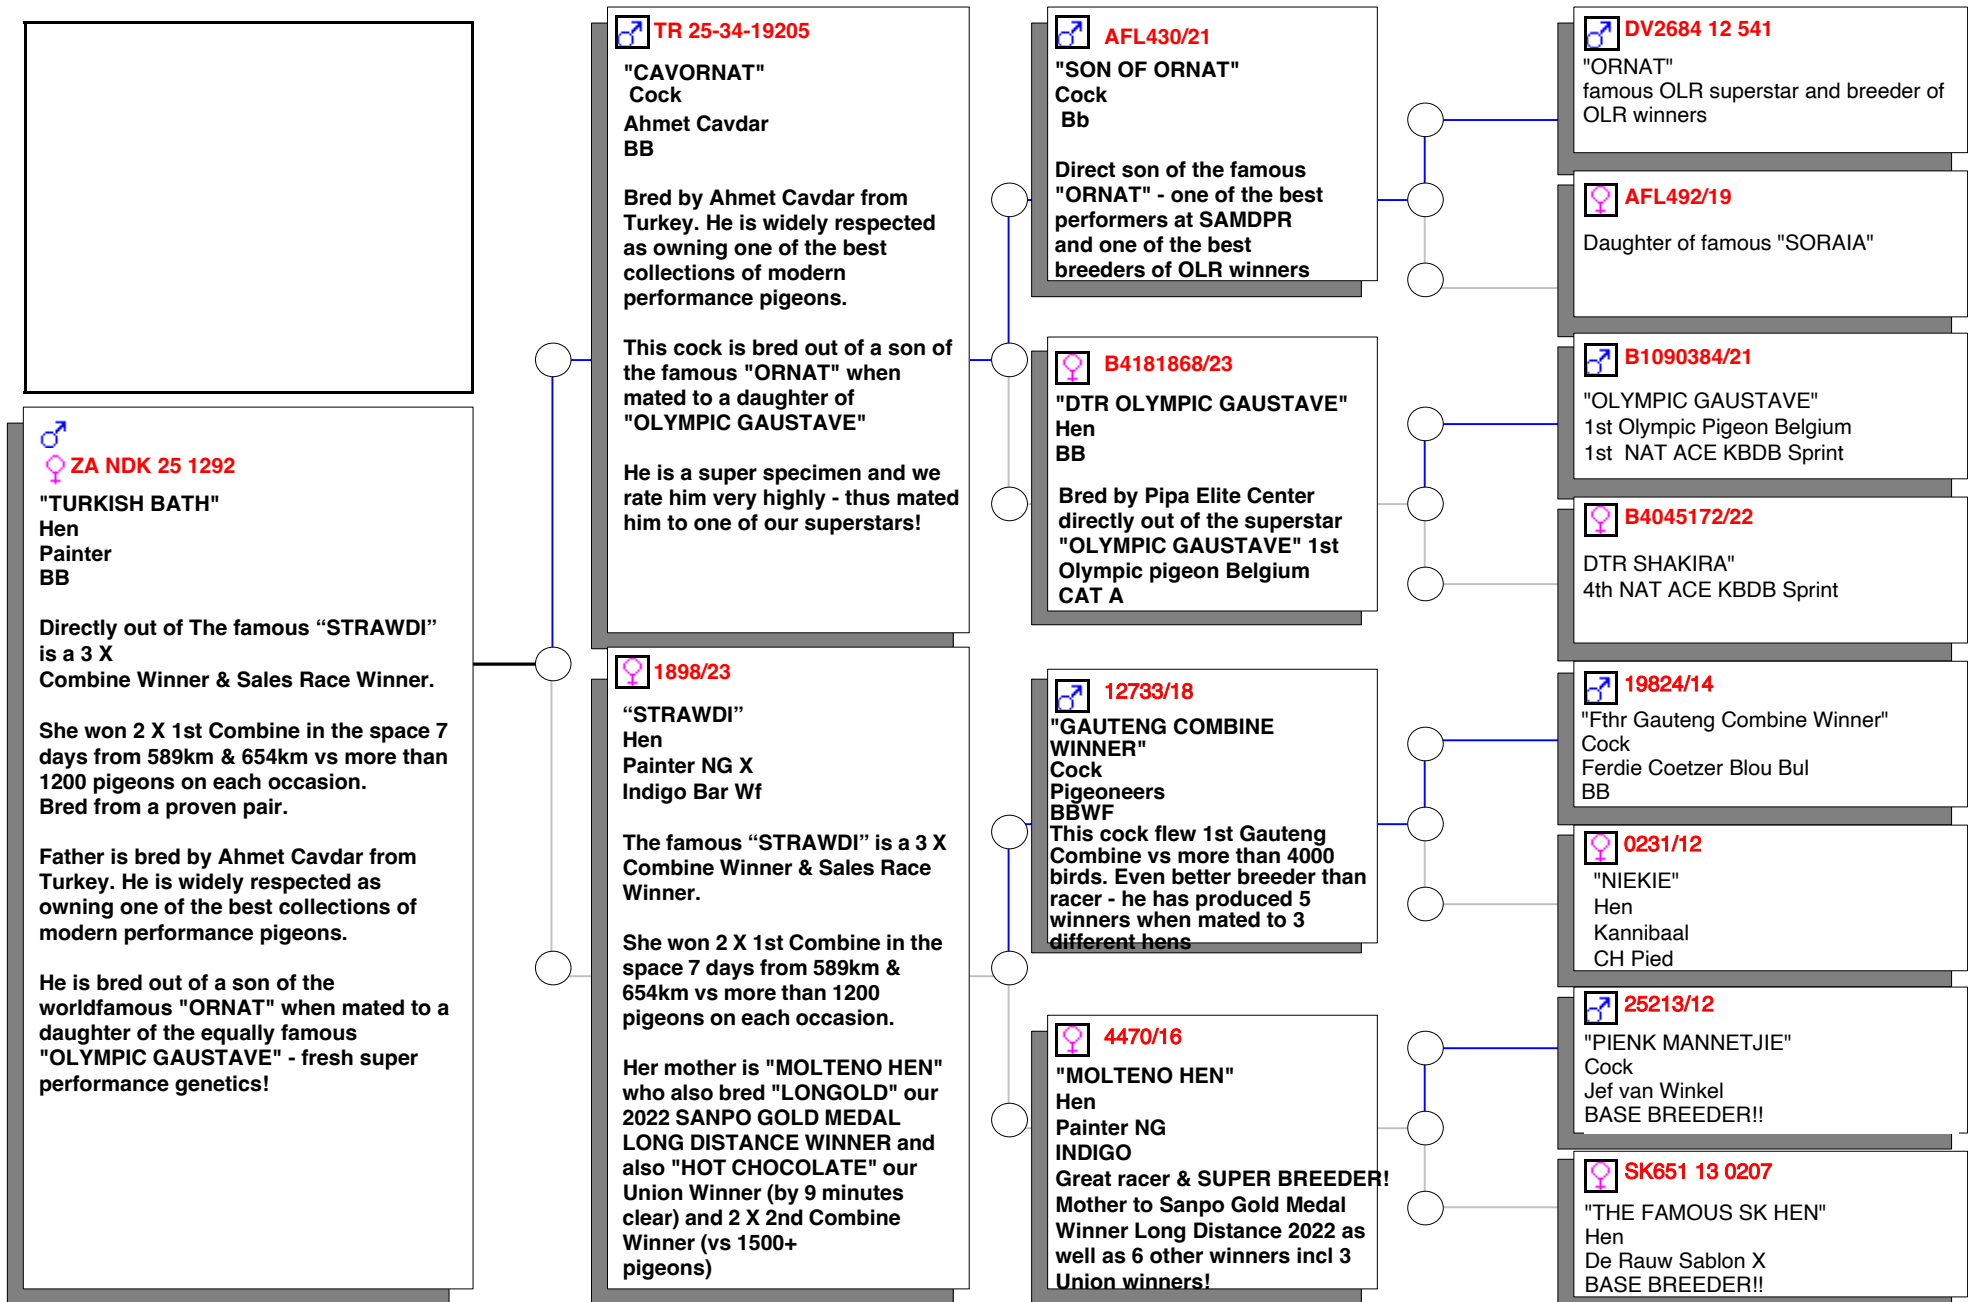 ZA NDK 25 1292
"TURKISH BATH"
Hen
Painter
BB
Directly out of The famous “STRAWDI”
is a 3 X
Combine Winner & Sales Race Winner.
She won 2 X 1st Combine in the space 7
days from 589km & 654km vs more than
1200 pigeons on each occasion.
Bred from a proven pair.
Father is bred by Ahmet Cavdar from
Turkey. He is widely respected as
owning one of the best collections of
modern performance pigeons.
He is bred out of a son of the
worldfamous "ORNAT" when mated to a
daughter of the equally famous
"OLYMPIC GAUSTAVE" - fresh super
performance genetics!
TR 25-34-19205
"CAVORNAT"
Cock
Ahmet Cavdar
BB
Bred by Ahmet Cavdar from
Turkey. He is widely respected
as owning one of the best
collections of modern
performance pigeons.
This cock is bred out of a son of
the famous "ORNAT" when
mated to a daughter of
"OLYMPIC GAUSTAVE"
He is a super specimen and we
rate him very highly - thus mated
him to one of our superstars!
1898/23
“STRAWDI”
Hen
Painter NG X
Indigo Bar Wf
The famous “STRAWDI” is a 3 X
Combine Winner & Sales Race
Winner.
She won 2 X 1st Combine in the
space 7 days from 589km &
654km vs more than 1200
pigeons on each occasion.
Her mother is "MOLTENO HEN"
who also bred "LONGOLD" our
2022 SANPO GOLD MEDAL
LONG DISTANCE WINNER and
also "HOT CHOCOLATE" our
Union Winner (by 9 minutes
clear) and 2 X 2nd Combine
Winner (vs 1500+
pigeons)
AFL430/21
"SON OF ORNAT"
Cock
Bb
Direct son of the famous
"ORNAT" - one of the best
performers at SAMDPR
and one of the best
breeders of OLR winners
B4181868/23
"DTR OLYMPIC GAUSTAVE"
Hen
BB
Bred by Pipa Elite Center
directly out of the superstar
"OLYMPIC GAUSTAVE" 1st
Olympic pigeon Belgium
CAT A
12733/18
"GAUTENG COMBINE
WINNER"
Cock
Pigeoneers
BBWF
This cock flew 1st Gauteng
Combine vs more than 4000
birds. Even better breeder than
racer - he has produced 5
winners when mated to 3
different hens
4470/16
"MOLTENO HEN"
Hen
Painter NG
INDIGO
Great racer & SUPER BREEDER!
Mother to Sanpo Gold Medal
Winner Long Distance 2022 as
well as 6 other winners incl 3
Union winners!
DV2684 12 541
"ORNAT"
famous OLR superstar and breeder of
OLR winners
AFL492/19
Daughter of famous "SORAIA"
B1090384/21
"OLYMPIC GAUSTAVE"
1st Olympic Pigeon Belgium
1st NAT ACE KBDB Sprint
B4045172/22
DTR SHAKIRA"
4th NAT ACE KBDB Sprint
19824/14
"Fthr Gauteng Combine Winner"
Cock
Ferdie Coetzer Blou Bul
BB
0231/12
"NIEKIE"
Hen
Kannibaal
CH Pied
25213/12
"PIENK MANNETJIE"
Cock
Jef van Winkel
BASE BREEDER!!
SK651 13 0207
"THE FAMOUS SK HEN"
Hen
De Rauw Sablon X
BASE BREEDER!!